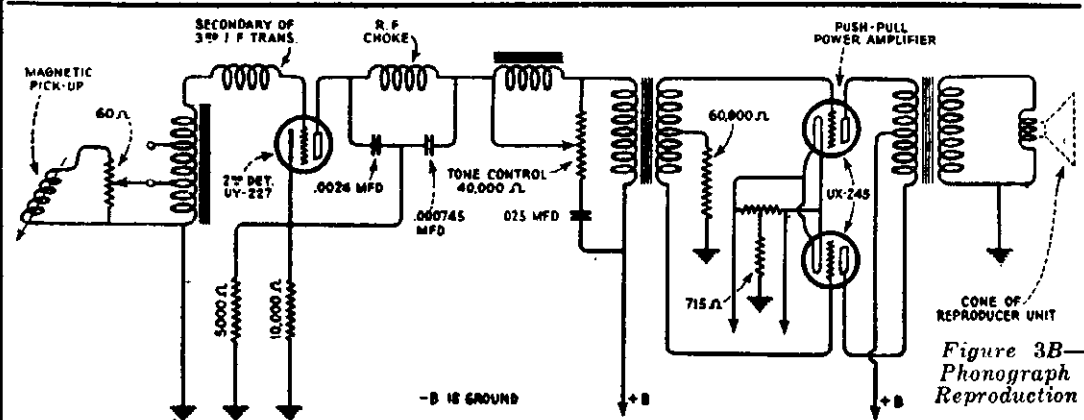 MAGNETIC
PICK-UP
60 Ω
SECONDARY OF
3RD I F TRANS.
2ND DET.
UY-227
R.F
CHOKE
.0024 MFD
.000745
MFD
5000 Ω
10,000 Ω
TONE CONTROL
40,000 Ω
.025 MFD
60,000 Ω
715 Ω
PUSH-PULL
POWER AMPLIFIER
UX-245
CONE OF
REPRODUCER UNIT
-B IS GROUND
+B
+B
Figure 3B—
Phonograph
Reproduction